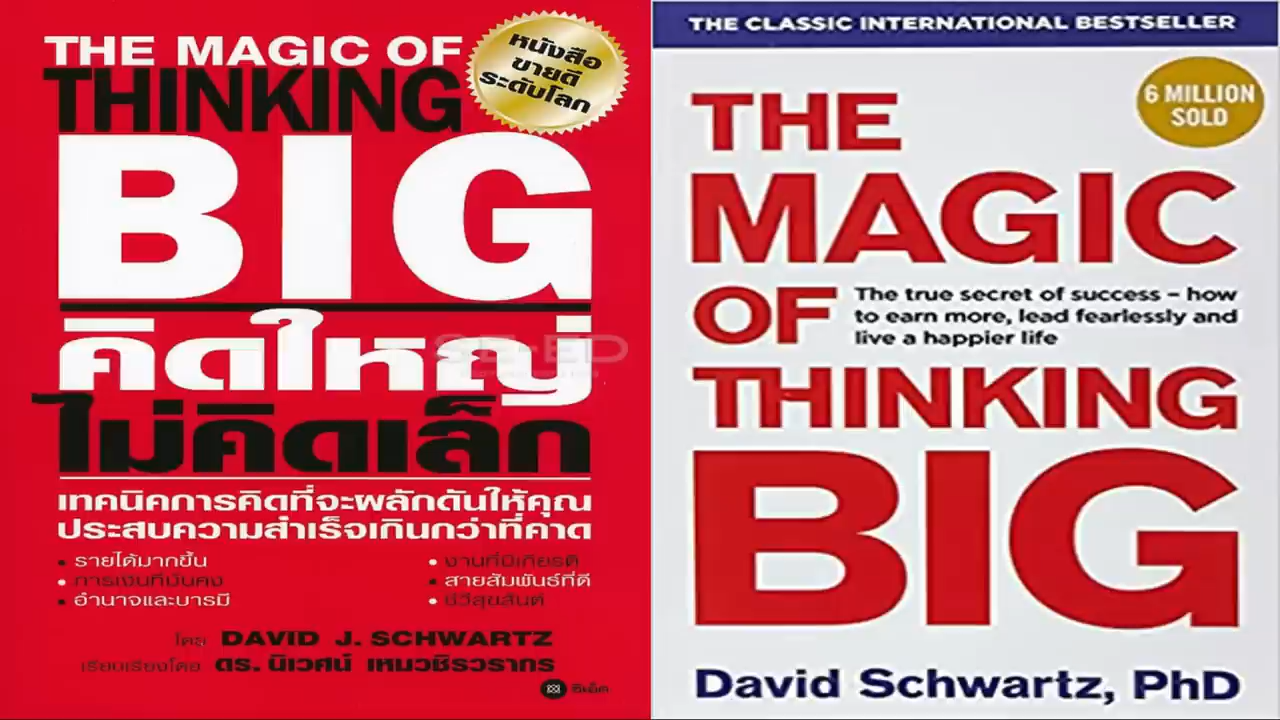 THE MAGIC OF
THINKING
BIG
หนังสือ
ขายดี
ระดับโลก
คิดใหญ่
ไม่คิดเล็ก
SE-ED
เทคนิคการคิดที่จะผลักดันให้คุณ
ประสบความสำเร็จเกินกว่าที่คาด
• รายได้มากขึ้น
• การเงินที่มั่นคง
• อำนาจและบารมี
• งานที่มีเกียรติ
• สายสัมพันธ์ที่ดี
• ชีวีสุขสันต์
โดย DAVID J. SCHWARTZ
เรียบเรียงโดย ดร. นิเวศน์ เหมวชิรวรากร
ซีเอ็ด
THE CLASSIC INTERNATIONAL BESTSELLER
6 MILLION
SOLD
THE
MAGIC
OF
The true secret of success – how
to earn more, lead fearlessly and
live a happier life
THINKING
BIG
David Schwartz, PhD